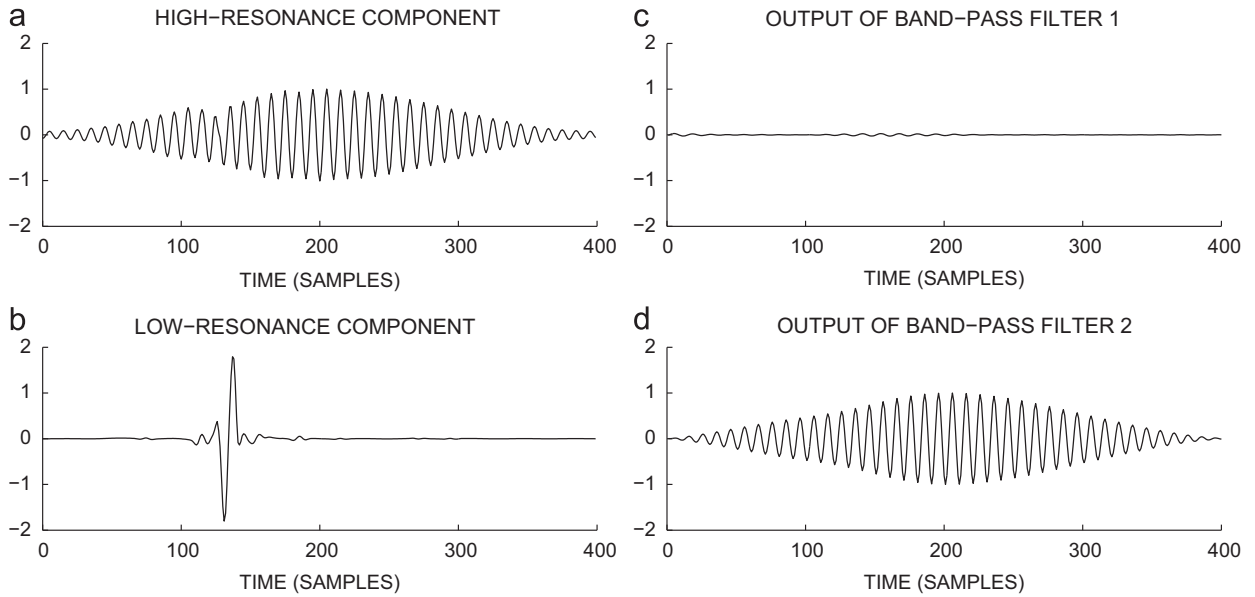 a
HIGH−RESONANCE COMPONENT
2
1
0
−1
−2
0 100 200 300 400
TIME (SAMPLES)
b
LOW−RESONANCE COMPONENT
2
1
0
−1
−2
0 100 200 300 400
TIME (SAMPLES)
c
OUTPUT OF BAND−PASS FILTER 1
2
1
0
−1
−2
0 100 200 300 400
TIME (SAMPLES)
d
OUTPUT OF BAND−PASS FILTER 2
2
1
0
−1
−2
0 100 200 300 400
TIME (SAMPLES)